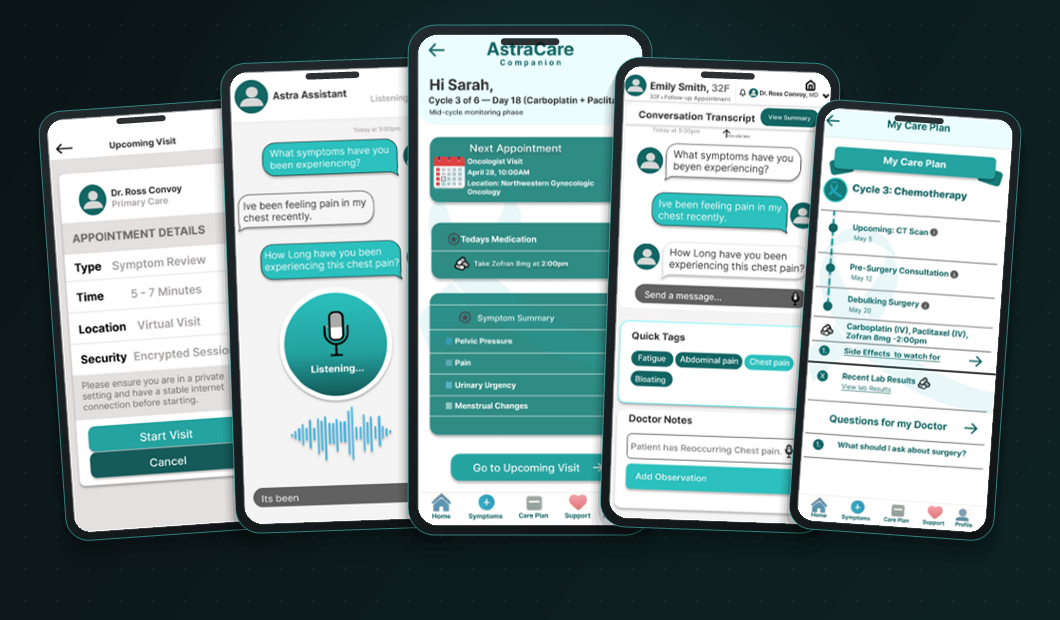 Upcoming Visit
Dr. Ross Convoy
Primary Care
APPOINTMENT DETAILS
Type Symptom Review
Time 5 - 7 Minutes
Location Virtual Visit
Security Encrypted Sessio
Please ensure you are in a private
setting and have a stable internet
connection before starting.
Start Visit
Cancel
Astra Assistant
Listening
Today at 5:00pm
What symptoms have you
been experiencing?
Ive been feeling pain in my
chest recently.
How Long have you been
experiencing this chest pain?
Listening...
Its been
AstraCare
Companion
Hi Sarah,
Cycle 3 of 6 — Day 18 (Carboplatin + Paclita
Mid-cycle monitoring phase
Next Appointment
Oncologist Visit
April 28, 10:00AM
Location: Northwestern Gynecologic
Oncology
Todays Medication
Take Zofran 8mg at 2:00pm
Symptom Summary
Pelvic Pressure
Pain
Urinary Urgency
Menstrual Changes
Go to Upcoming Visit
Home
Symptoms
Care Plan
Support
Emily Smith, 32F
32F • Follow-up Appointment
Dr. Ross Conroy, MD
Conversation Transcript
View Summary
Today at 5:00pm
What symptoms have you
beyen experiencing?
Ive been feeling pain in my
chest recently.
How Long have you been
experiencing this chest pain?
Send a message...
Quick Tags
Fatigue
Abdominal pain
Chest pain
Bloating
Doctor Notes
Patient has Reoccurring Chest pain.
Add Observation
My Care Plan
My Care Plan
Cycle 3: Chemotherapy
Upcoming: CT Scan
May 5
Pre-Surgery Consultation
May 12
Debulking Surgery
May 20
Carboplatin (IV), Paclitaxel (IV),
Zofran 8mg -2:00pm
Side Effects to watch for
Recent Lab Results
View lab Results
Questions for my Doctor
What should I ask about surgery?
Home
Symptoms
Care Plan
Support
Profile